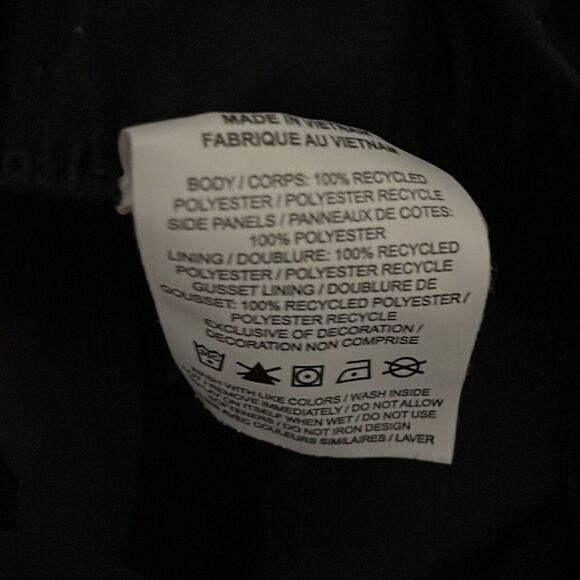 MADE IN VIETNAM
FABRIQUE AU VIETNAM
BODY / CORPS: 100% RECYCLED
POLYESTER / POLYESTER RECYCLE
SIDE PANELS / PANNEAUX DE COTES:
100% POLYESTER
LINING / DOUBLURE: 100% RECYCLED
POLYESTER / POLYESTER RECYCLE
GUSSET LINING / DOUBLURE DE
GOUSSET: 100% RECYCLED POLYESTER /
POLYESTER RECYCLE
EXCLUSIVE OF DECORATION /
DECORATION NON COMPRISE
WASH WITH LIKE COLORS / WASH INSIDE
/ REMOVE IMMEDIATELY / DO NOT ALLOW
ON ITSELF WHEN WET / DO NOT USE
/ DO NOT IRON DESIGN
COULEURS SIMILAIRES / LAVER